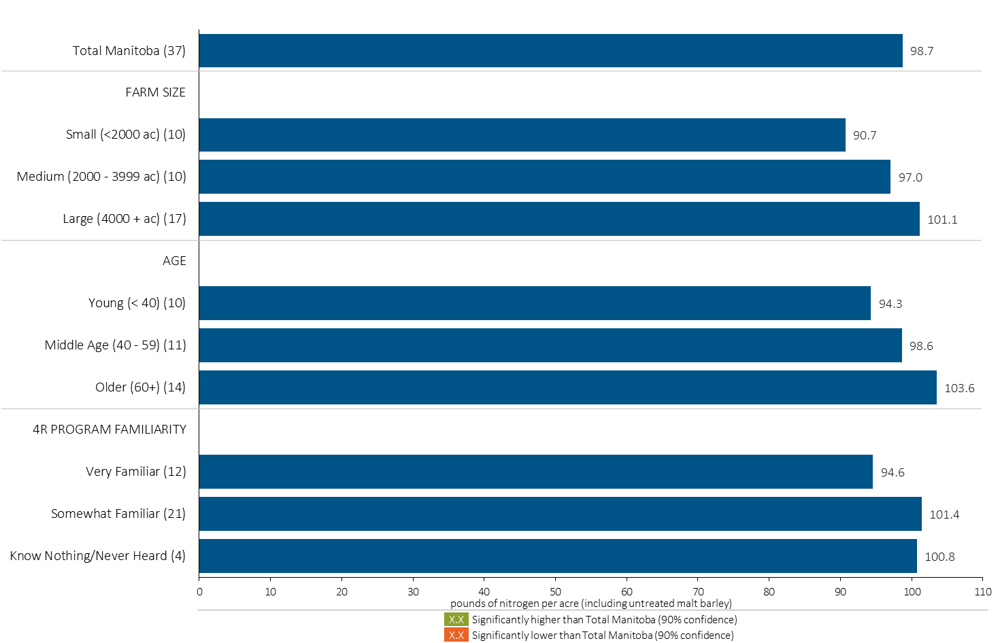 Total Manitoba (37) 98.7
FARM SIZE
Small (<2000 ac) (10) 90.7
Medium (2000 - 3999 ac) (10) 97.0
Large (4000 + ac) (17) 101.1
AGE
Young (< 40) (10) 94.3
Middle Age (40 - 59) (11) 98.6
Older (60+) (14) 103.6
4R PROGRAM FAMILIARITY
Very Familiar (12) 94.6
Somewhat Familiar (21) 101.4
Know Nothing/Never Heard (4) 100.8
0 10 20 30 40 50 60 70 80 90 100 110
pounds of nitrogen per acre (including untreated malt barley)
X.X Significantly higher than Total Manitoba (90% confidence)
X.X Significantly lower than Total Manitoba (90% confidence)